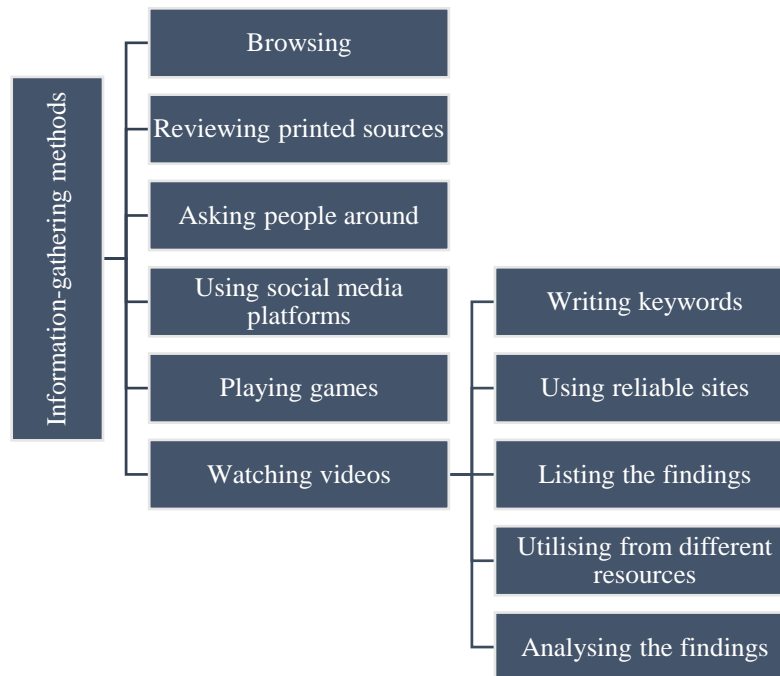 Information-gathering methods
Browsing
Reviewing printed sources
Asking people around
Using social media
platforms
Playing games
Watching videos
Writing keywords
Using reliable sites
Listing the findings
Utilising from different
resources
Analysing the findings